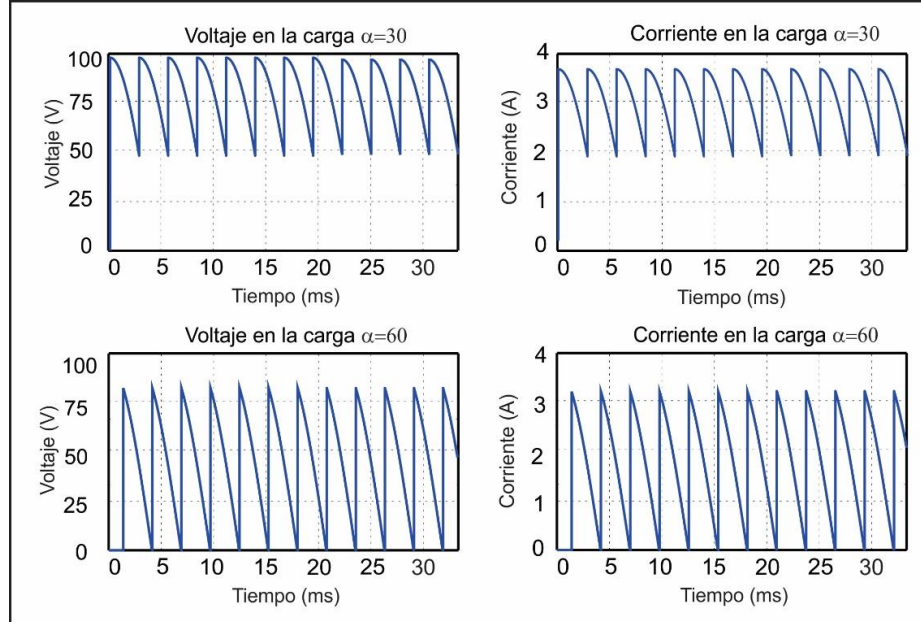 Voltaje en la carga α=30
Voltaje (V)
100
75
50
25
0
0 5 10 15 20 25 30
Tiempo (ms)
Corriente en la carga α=30
Corriente (A)
4
3
2
1
0
0 5 10 15 20 25 30
Tiempo (ms)
Voltaje en la carga α=60
Voltaje (V)
100
75
50
25
0
0 5 10 15 20 25 30
Tiempo (ms)
Corriente en la carga α=60
Corriente (A)
4
3
2
1
0
0 5 10 15 20 25 30
Tiempo (ms)